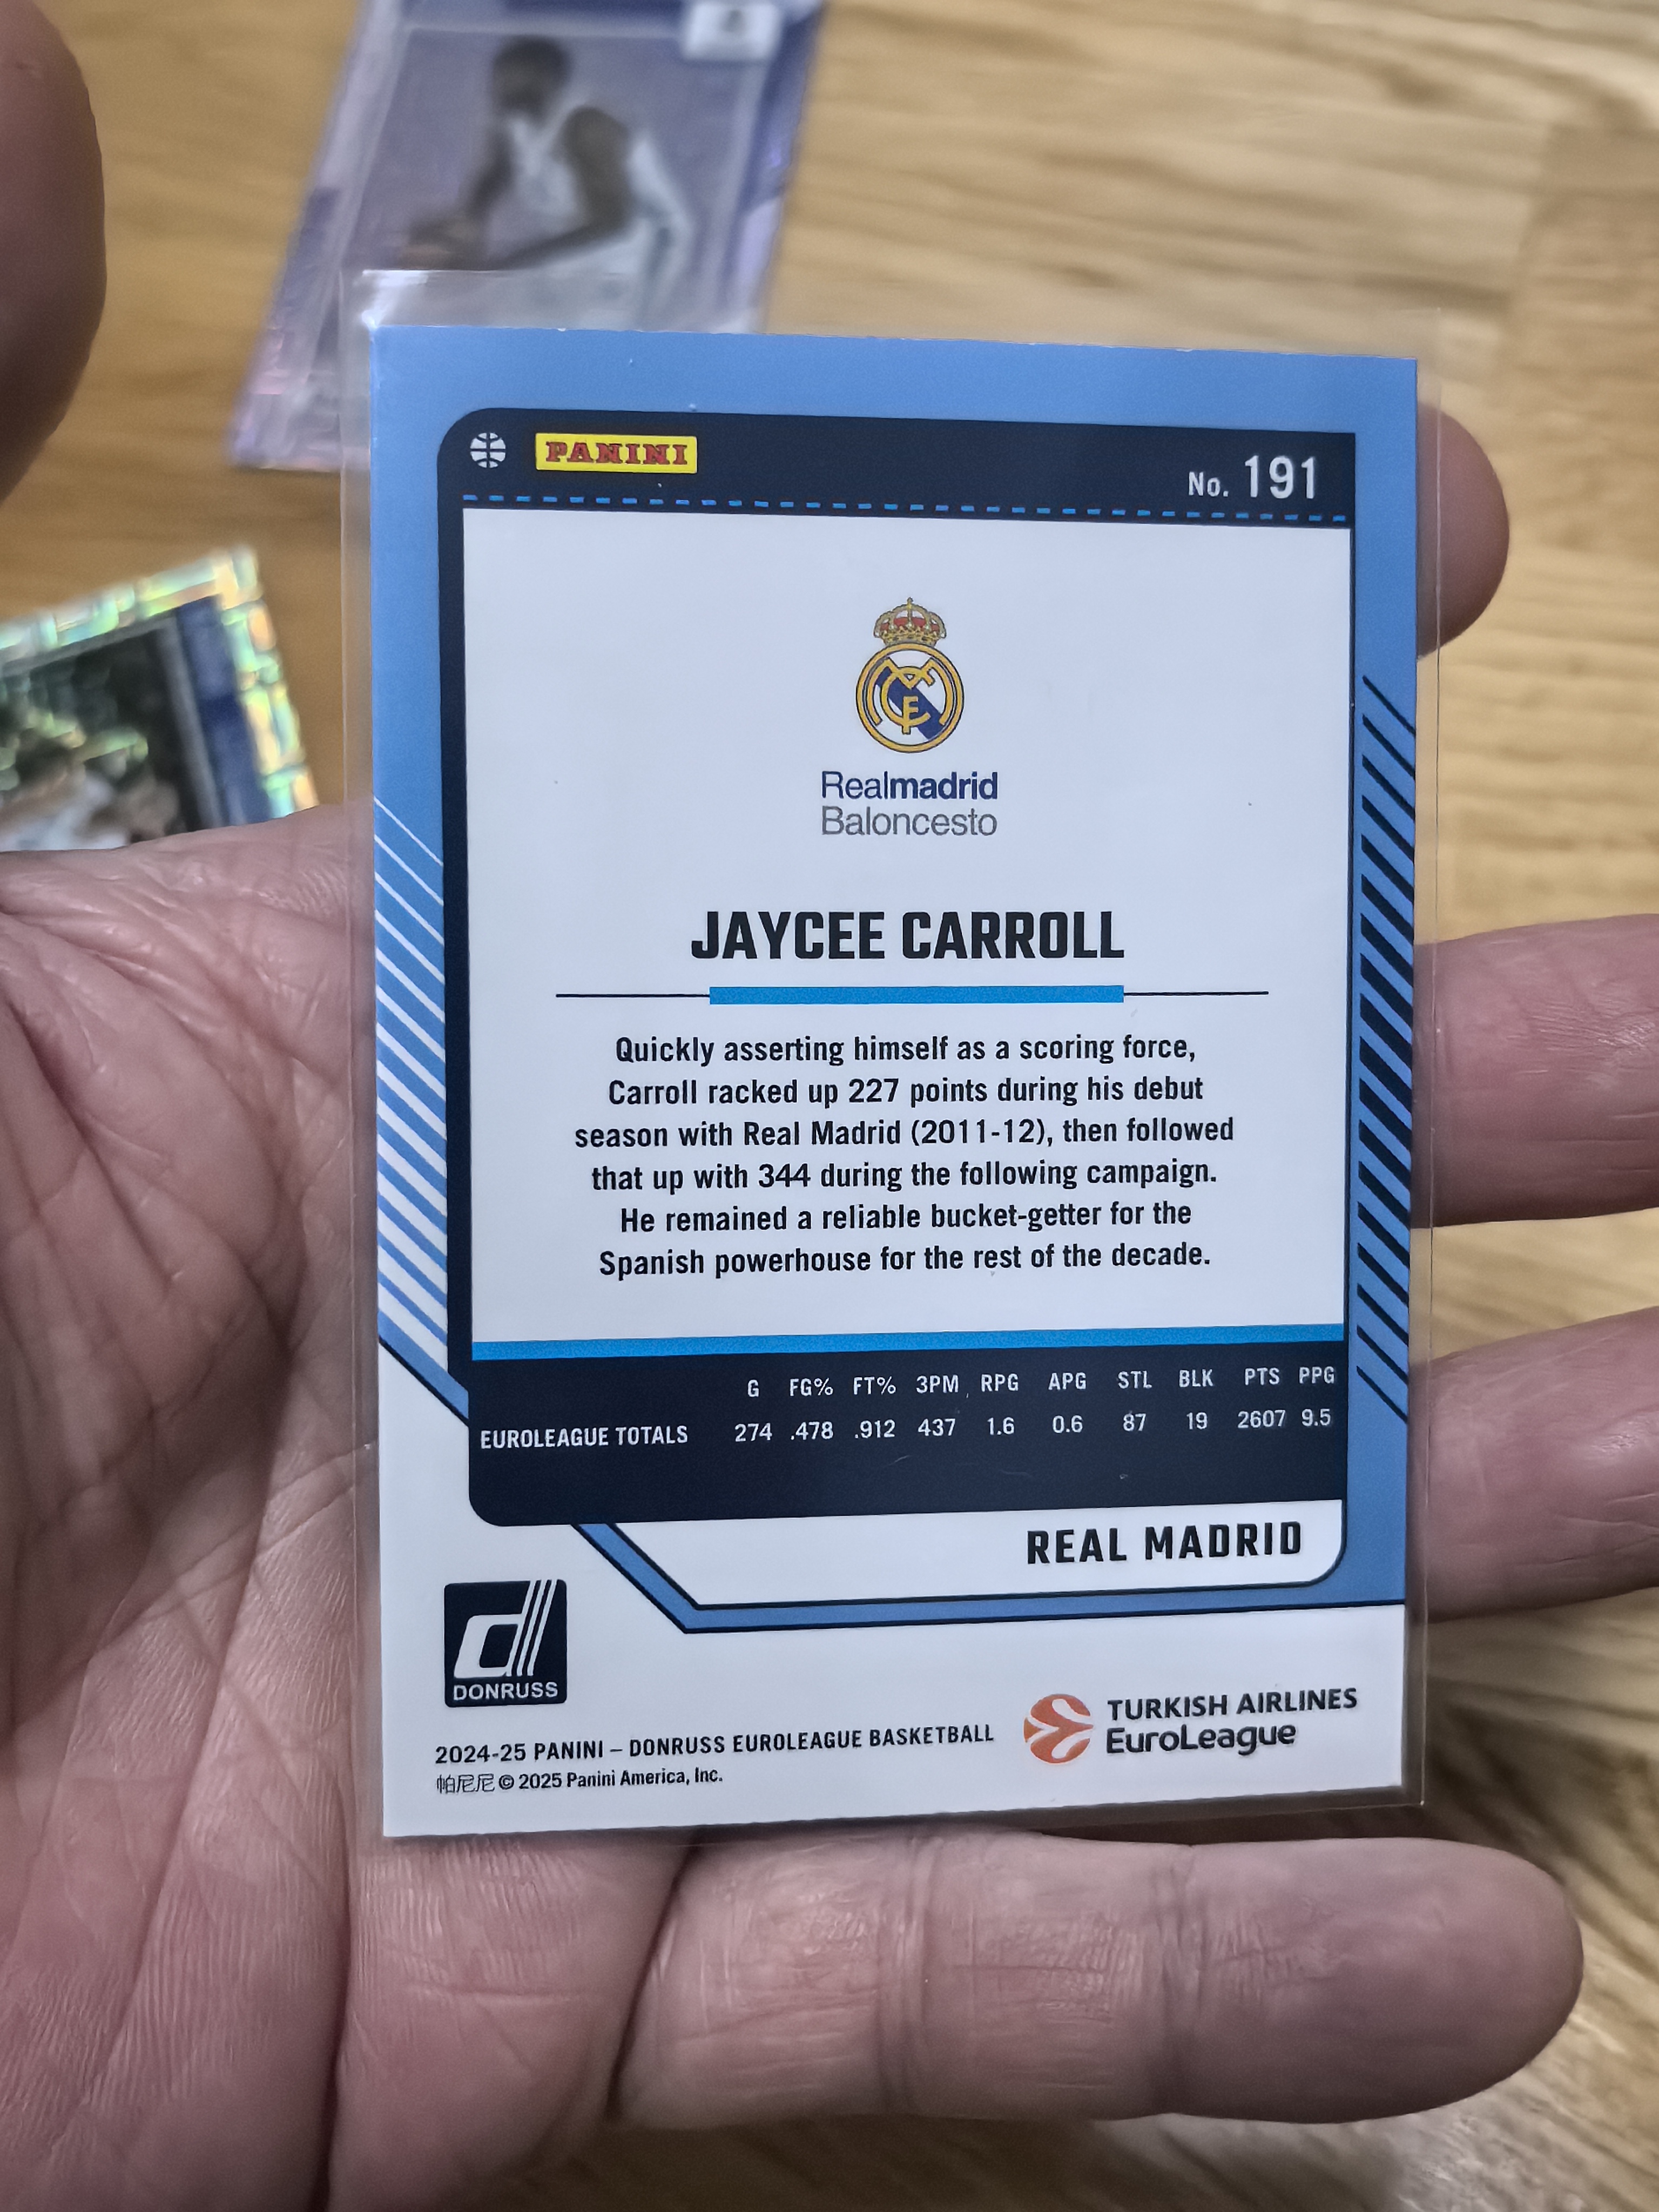 PANINI
No. 191
Realmadrid
Baloncesto
JAYCEE CARROLL
Quickly asserting himself as a scoring force,
Carroll racked up 227 points during his debut
season with Real Madrid (2011-12), then followed
that up with 344 during the following campaign.
He remained a reliable bucket-getter for the
Spanish powerhouse for the rest of the decade.
G FG% FT% 3PM RPG APG STL BLK PTS PPG
EUROLEAGUE TOTALS 274 .478 .912 437 1.6 0.6 87 19 2607 9.5
REAL MADRID
DONRUSS
2024-25 PANINI – DONRUSS EUROLEAGUE BASKETBALL
帕尼尼 © 2025 Panini America, Inc.
TURKISH AIRLINES
EuroLeague